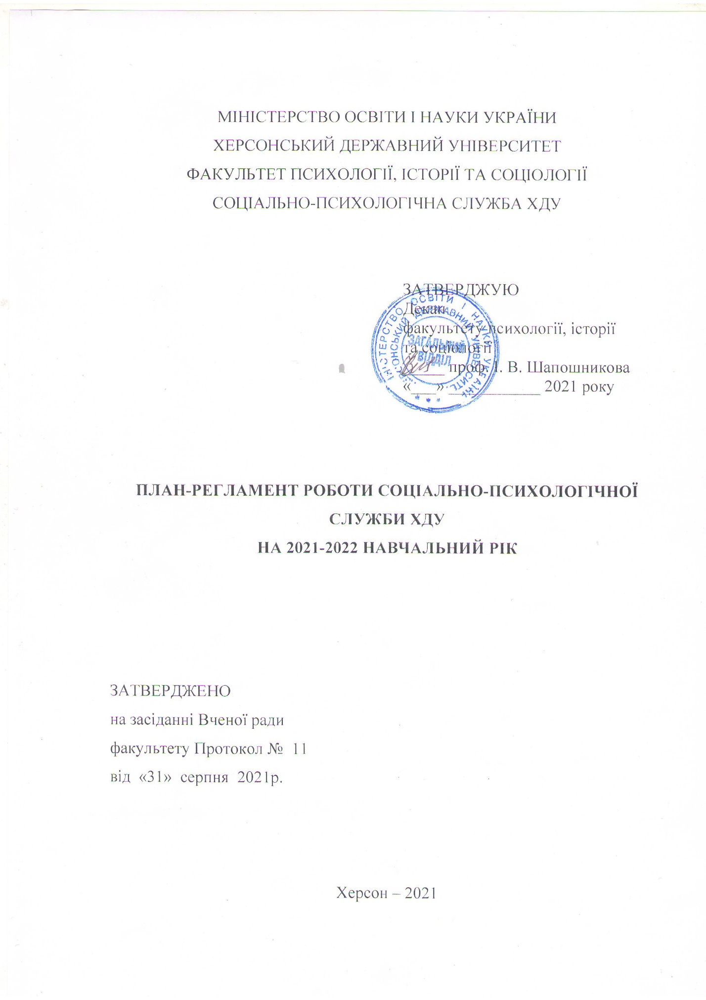 МІНІСТЕРСТВО ОСВІТИ І НАУКИ УКРАЇНИ
ХЕРСОНСЬКИЙ ДЕРЖАВНИЙ УНІВЕРСИТЕТ
ФАКУЛЬТЕТ ПСИХОЛОГІЇ, ІСТОРІЇ ТА СОЦІОЛОГІЇ
СОЦІАЛЬНО-ПСИХОЛОГІЧНА СЛУЖБА ХДУ
ЗАТВЕРДЖУЮ
Декан
факультету психології, історії
та соціології
_____ проф. І. В. Шапошникова
«___» ___________ 2021 року
ЗАГАЛЬНИЙ
ВІДДІЛ
ПЛАН-РЕГЛАМЕНТ РОБОТИ СОЦІАЛЬНО-ПСИХОЛОГІЧНОЇ
СЛУЖБИ ХДУ
НА 2021-2022 НАВЧАЛЬНИЙ РІК
ЗАТВЕРДЖЕНО
на засіданні Вченої ради
факультету Протокол № 11
від «31» серпня 2021р.
Херсон – 2021